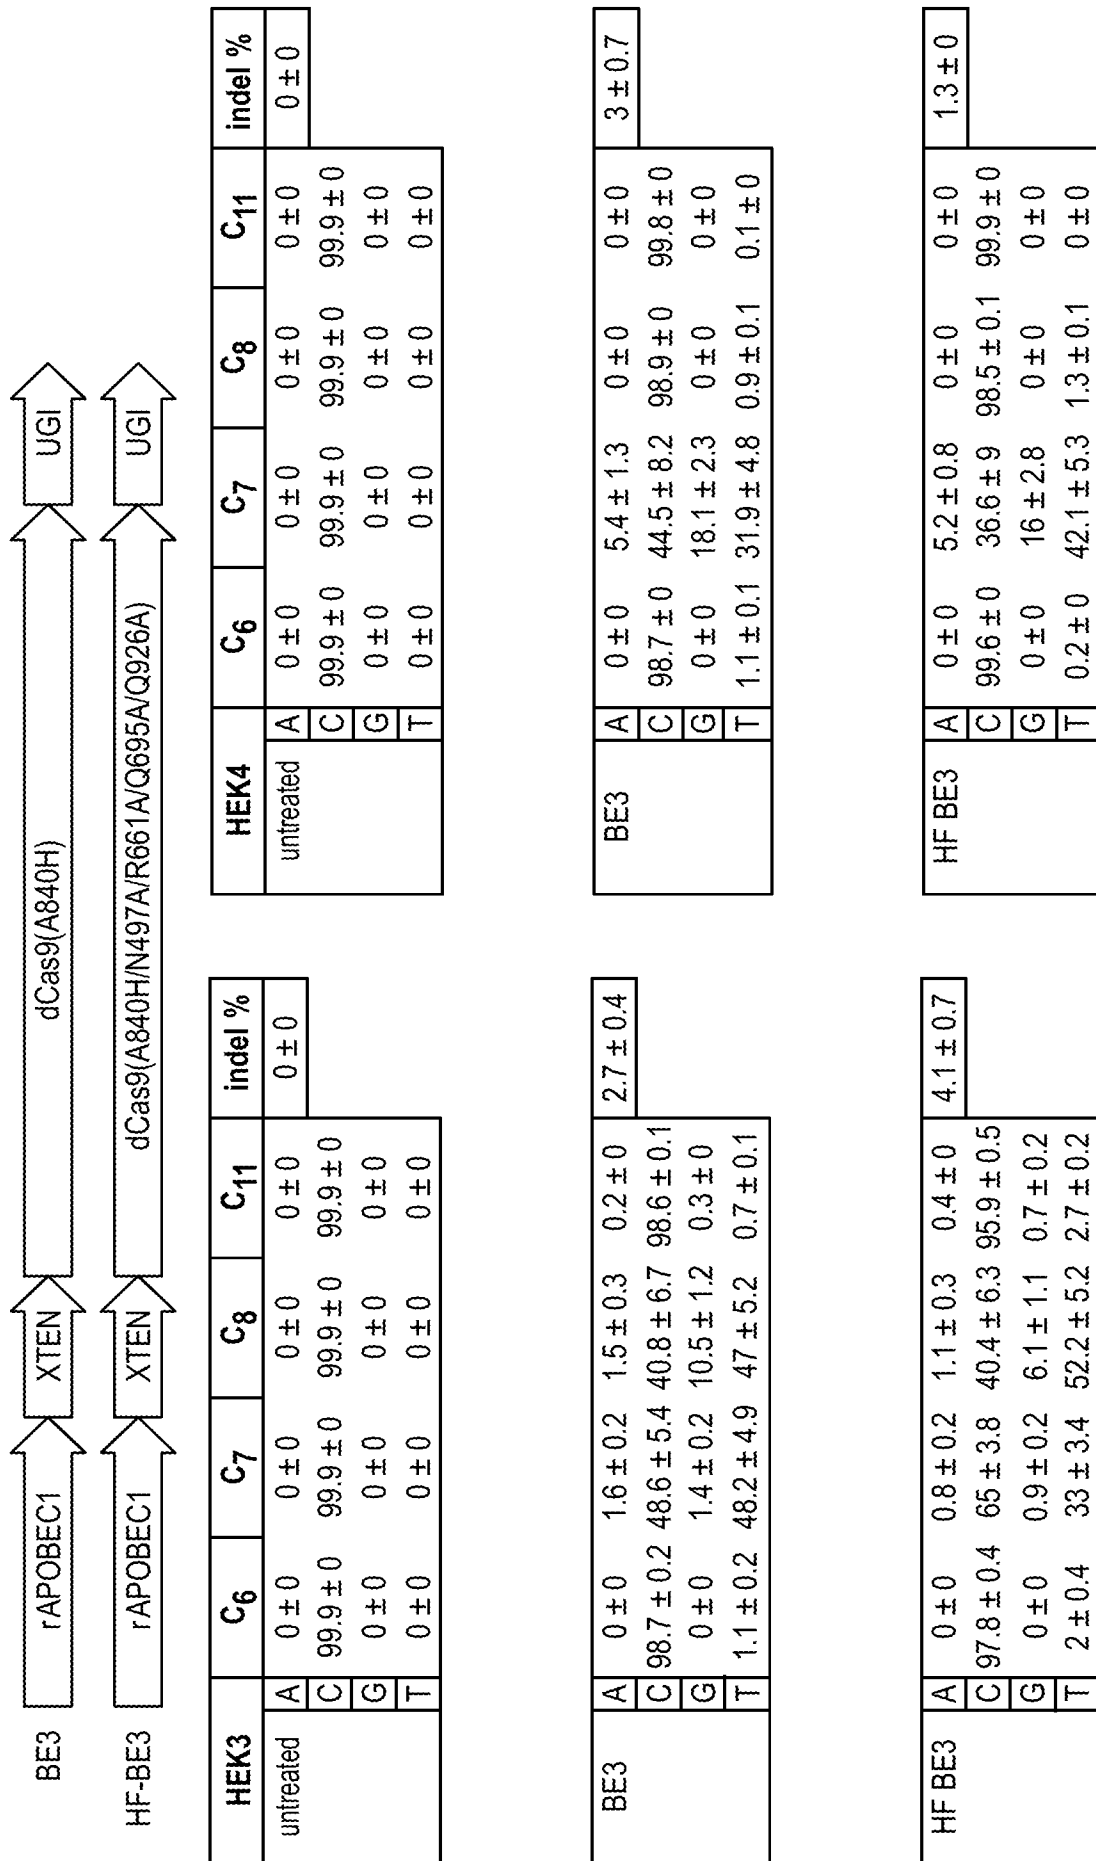 BE3 rAPOBEC1 XTEN dCas9(A840H) UGI
HF-BE3 rAPOBEC1 XTEN dCas9(A840H/N497A/R661A/Q695A/Q926A) UGI
HEK3 C6 C7 C8 C11 indel %
untreated A 0 ± 0 0 ± 0 0 ± 0 0 ± 0 0 ± 0
C 99.9 ± 0 99.9 ± 0 99.9 ± 0 99.9 ± 0
G 0 ± 0 0 ± 0 0 ± 0 0 ± 0
T 0 ± 0 0 ± 0 0 ± 0 0 ± 0
BE3 A 0 ± 0 1.6 ± 0.2 1.5 ± 0.3 0.2 ± 0 2.7 ± 0.4
C 98.7 ± 0.2 48.6 ± 5.4 40.8 ± 6.7 98.6 ± 0.1
G 0 ± 0 1.4 ± 0.2 10.5 ± 1.2 0.3 ± 0
T 1.1 ± 0.2 48.2 ± 4.9 47 ± 5.2 0.7 ± 0.1
HF BE3 A 0 ± 0 0.8 ± 0.2 1.1 ± 0.3 0.4 ± 0 4.1 ± 0.7
C 97.8 ± 0.4 65 ± 3.8 40.4 ± 6.3 95.9 ± 0.5
G 0 ± 0 0.9 ± 0.2 6.1 ± 1.1 0.7 ± 0.2
T 2 ± 0.4 33 ± 3.4 52.2 ± 5.2 2.7 ± 0.2
HEK4 C6 C7 C8 C11 indel %
untreated A 0 ± 0 0 ± 0 0 ± 0 0 ± 0 0 ± 0
C 99.9 ± 0 99.9 ± 0 99.9 ± 0 99.9 ± 0
G 0 ± 0 0 ± 0 0 ± 0 0 ± 0
T 0 ± 0 0 ± 0 0 ± 0 0 ± 0
BE3 A 0 ± 0 5.4 ± 1.3 0 ± 0 0 ± 0 3 ± 0.7
C 98.7 ± 0 44.5 ± 8.2 98.9 ± 0 99.8 ± 0
G 0 ± 0 18.1 ± 2.3 0 ± 0 0 ± 0
T 1.1 ± 0.1 31.9 ± 4.8 0.9 ± 0.1 0.1 ± 0
HF BE3 A 0 ± 0 5.2 ± 0.8 0 ± 0 0 ± 0 1.3 ± 0
C 99.6 ± 0 36.6 ± 9 98.5 ± 0.1 99.9 ± 0
G 0 ± 0 16 ± 2.8 0 ± 0 0 ± 0
T 0.2 ± 0 42.1 ± 5.3 1.3 ± 0.1 0 ± 0